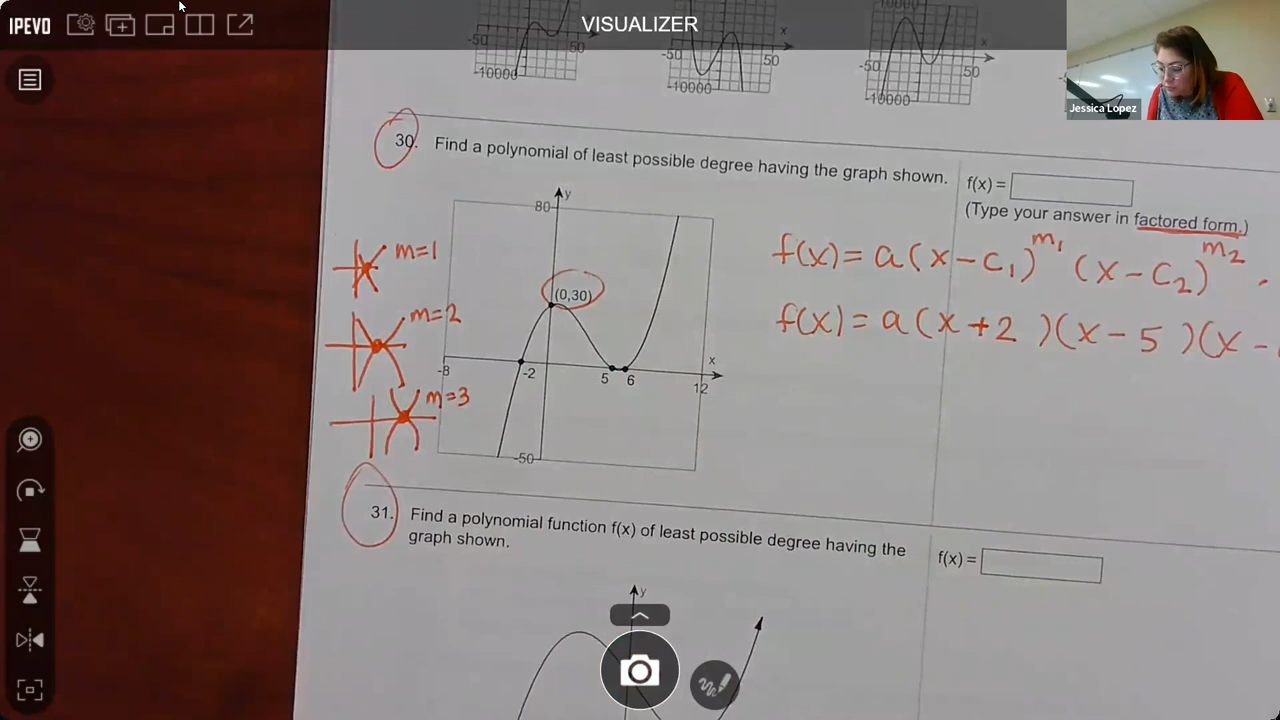 IPEVO
VISUALIZER
Jessica Lopez
-50
50
-10000
-50
50
-10000
x
10000
-50
50
-10000
x
30. Find a polynomial of least possible degree having the graph shown.
f(x) =
(Type your answer in factored form.)
80
y
(0,30)
x
-8
-2
5
6
12
-50
m=1
m=2
m=3
f(x) = a(x-c₁)^m₁ (x-c₂)^m₂ .
f(x) = a(x+2)(x-5)(x-
31. Find a polynomial function f(x) of least possible degree having the
graph shown.
f(x) =
y